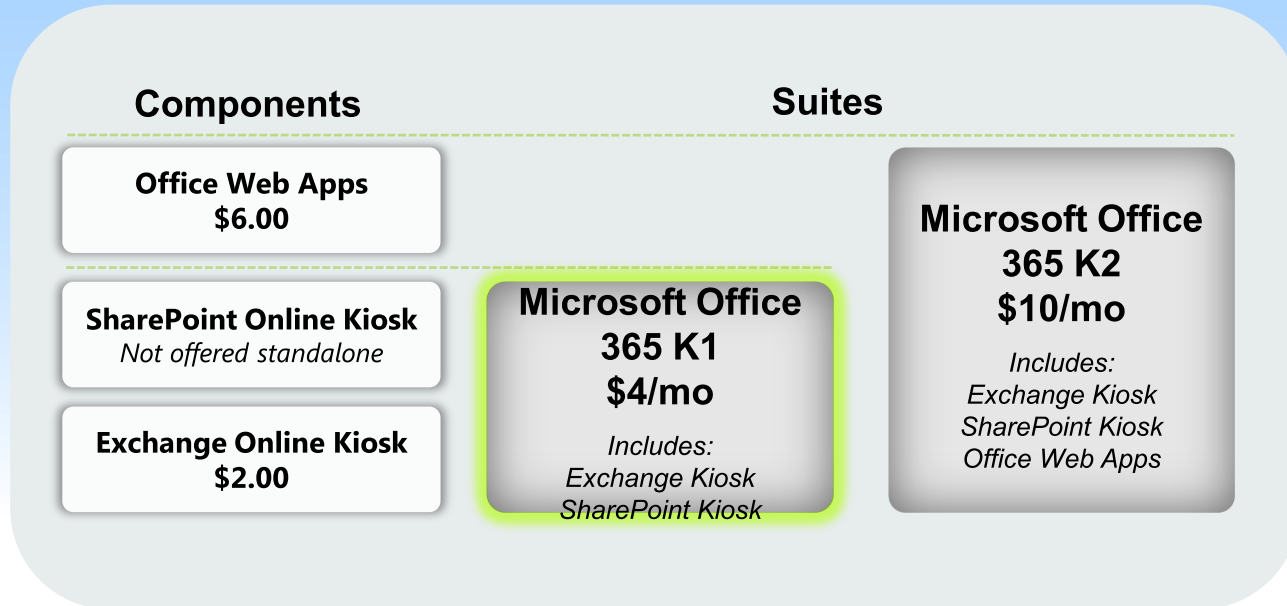 Components
Suites
Office Web Apps
$6.00
SharePoint Online Kiosk
Not offered standalone
Exchange Online Kiosk
$2.00
Microsoft Office
365 K1
$4/mo
Includes:
Exchange Kiosk
SharePoint Kiosk
Microsoft Office
365 K2
$10/mo
Includes:
Exchange Kiosk
SharePoint Kiosk
Office Web Apps